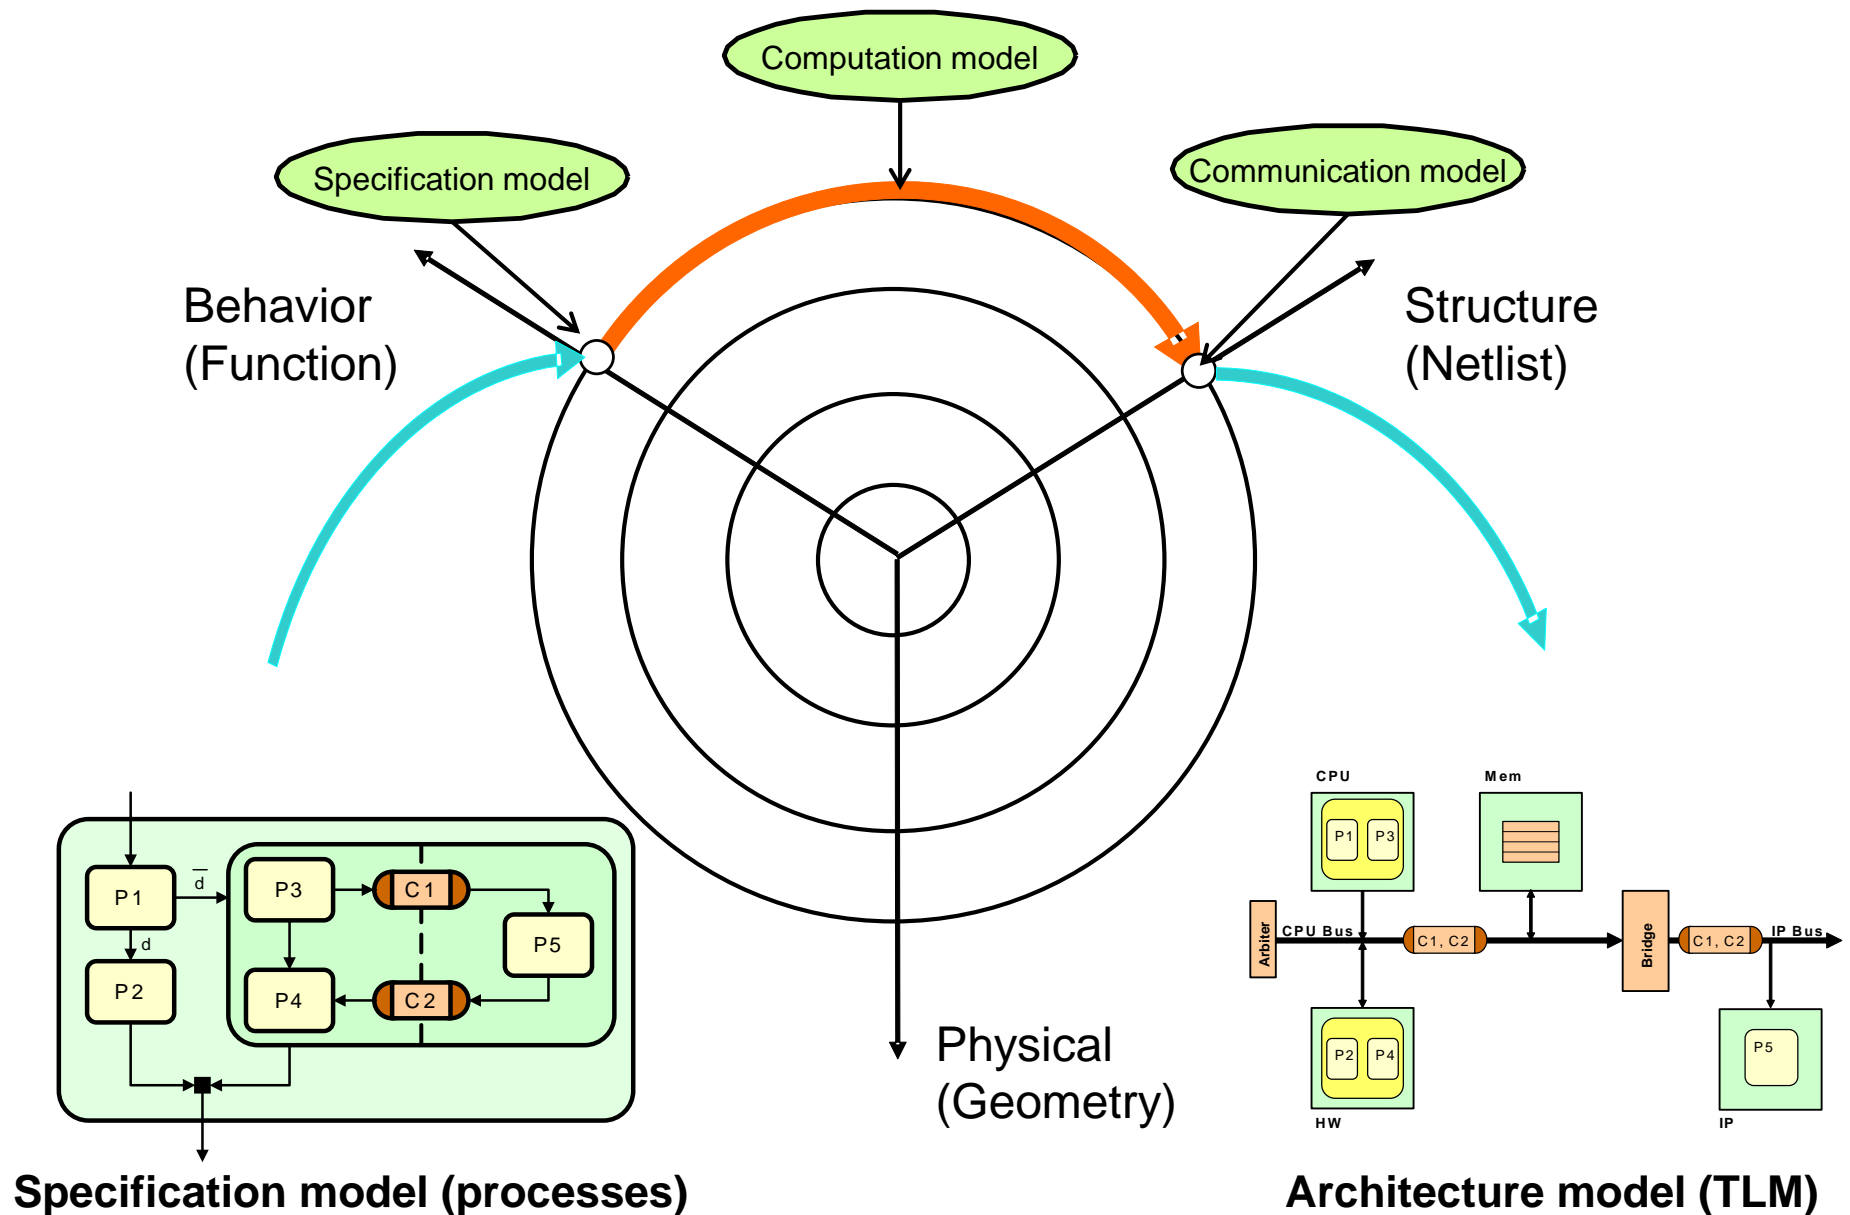 Computation model
Specification model
Communication model
Behavior
(Function)
Structure
(Netlist)
Physical
(Geometry)
P1
d
d
P2
P3
C1
P5
P4
C2
CPU
Mem
P1
P3
Arbiter
CPU Bus
C1, C2
Bridge
C1, C2
IP Bus
P2
P4
P5
HW
IP
Specification model (processes)
Architecture model (TLM)